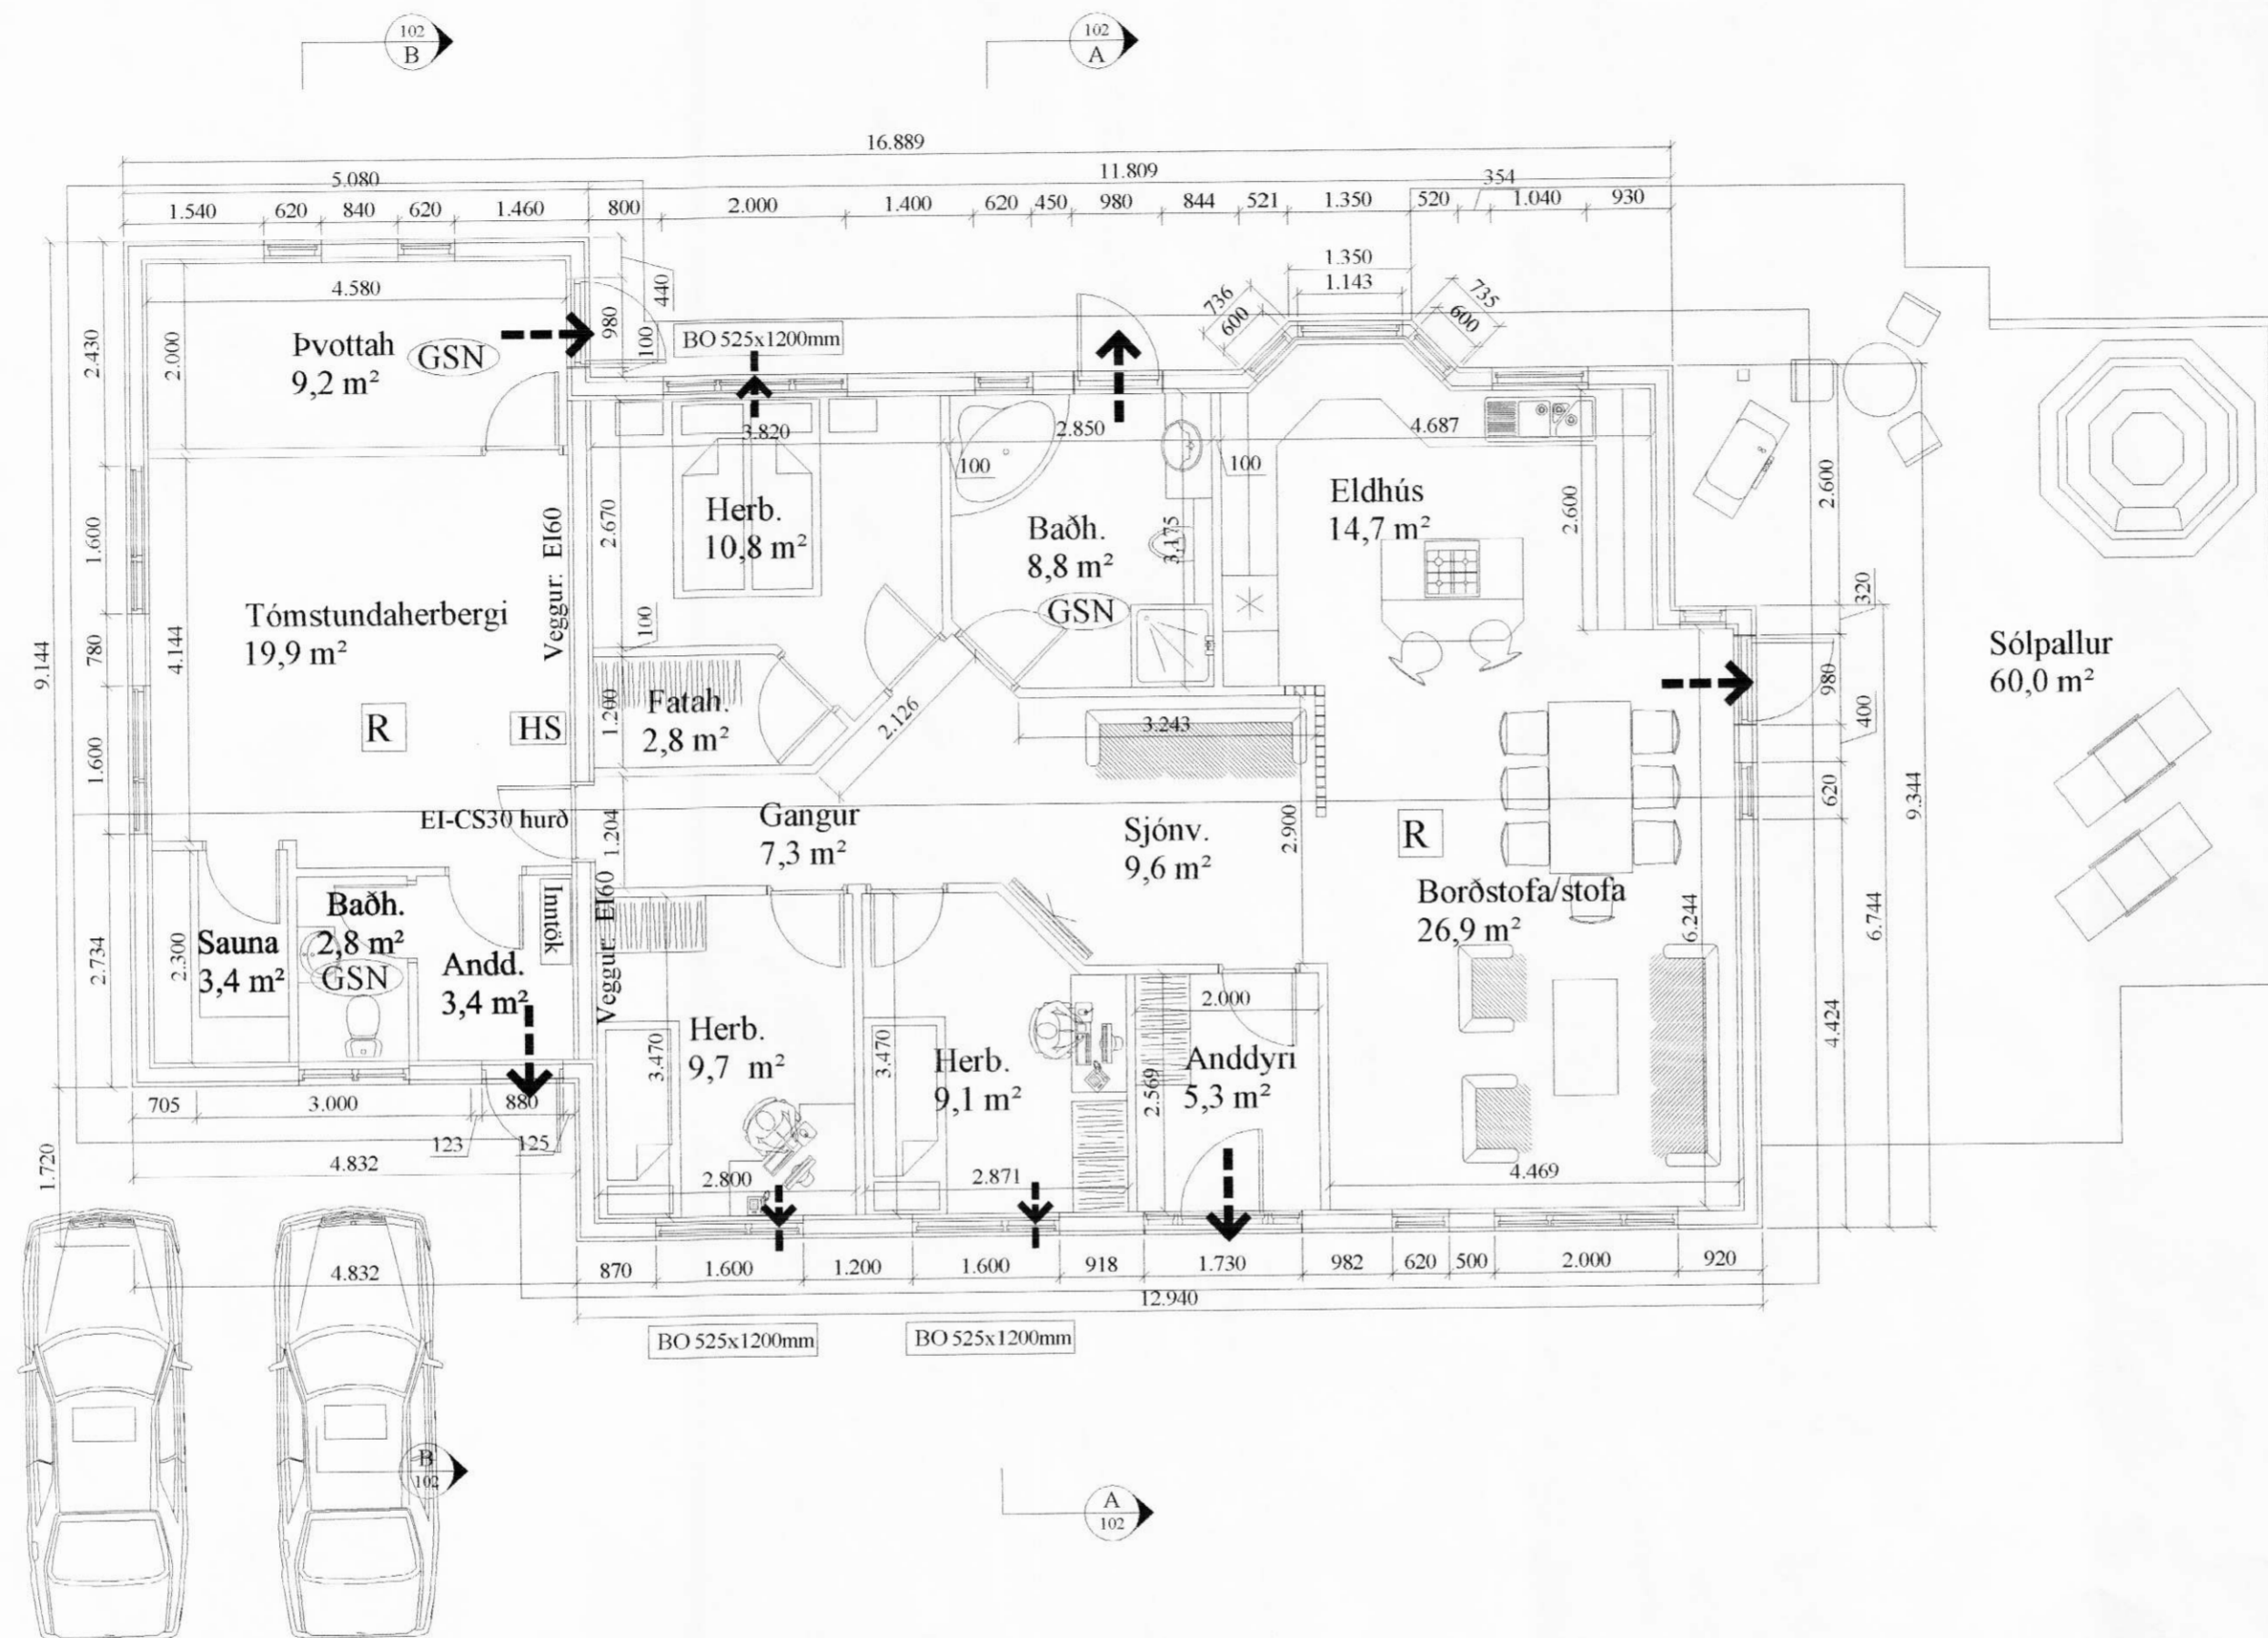 102
B
102
A
16.889
5.080
11.809
354
1.540 620 840 620 1.460 800 2.000 1.400 620 450 980 844 521 1.350 520 1.040 930
1.350
1.143
736
600
735
600
4.580
440
980
100
BO 525x1200mm
Þvottah
9,2 m²
GSN
2.430
2.000
3.820
2.850
4.687
100
100
Herb.
10,8 m²
2.670
Baðh.
8,8 m²
GSN
3.175
Eldhús
14,7 m²
2.600
2.600
320
Veggur: EI60
1.600
Tómstundaherbergi
19,9 m²
4.144
780
9.144
100
R
HS
1.200
Fatah.
2,8 m²
2.126
3.243
980
400
Sólpallur
60,0 m²
1.600
EI-CS30 hurð
1.204
Gangur
7,3 m²
Sjónv.
9,6 m²
2.900
R
620
9.344
Borðstofa/stofa
26,9 m²
6.244
6.744
Veggur: EI60
Inntök
Baðh.
2,8 m²
GSN
Sauna
3,4 m²
2.300
2.734
Andd.
3,4 m²
Herb.
9,7 m²
3.470
Herb.
9,1 m²
3.470
2.000
Anddyri
5,3 m²
2.569
4.424
705 3.000 880
123 125
4.832
1.720
2.800
2.871
4.469
4.832
870 1.600 1.200 1.600 918 1.730 982 620 500 2.000 920
12.940
BO 525x1200mm
BO 525x1200mm
B
102
A
102